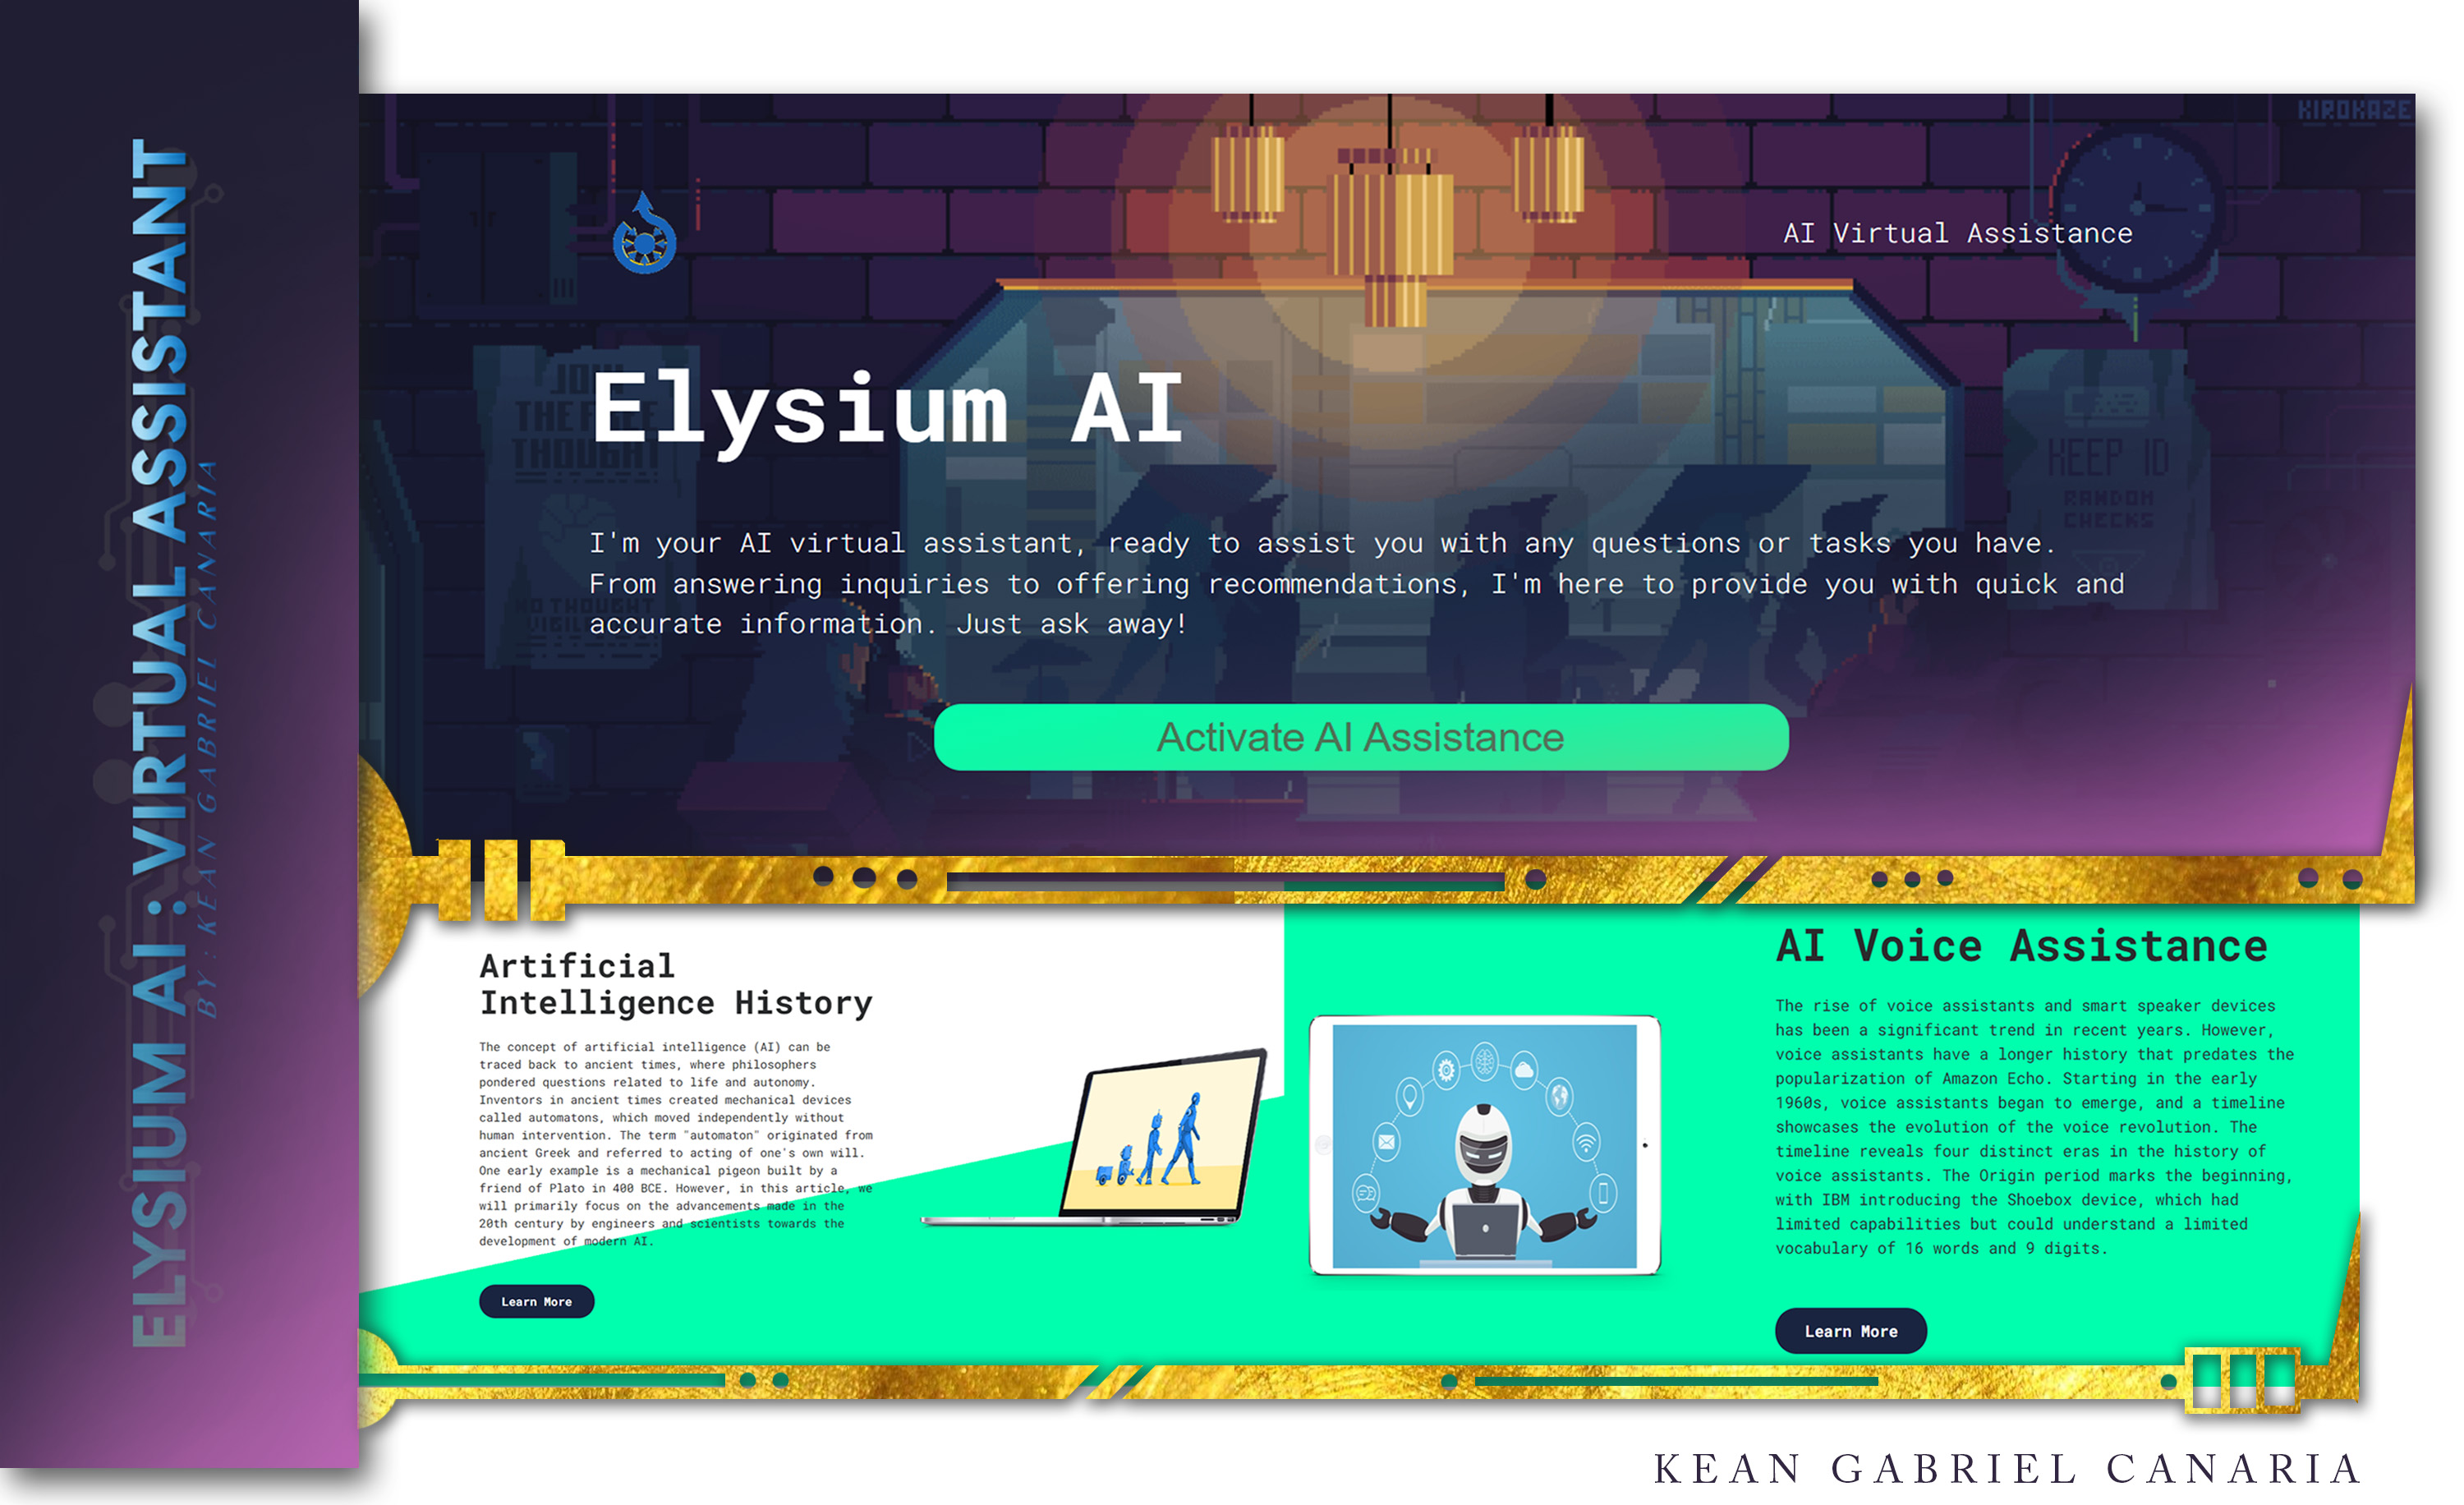 ELYSIUM AI : VIRTUAL ASSISTANT
BY : KEAN GABRIEL CANARIA
KIROKAZE
AI Virtual Assistance
JOIN
THE FREE
THOUGHT
NO THOUGHT
KEEP ID
RANDOM
CHECKS
Elysium AI
I'm your AI virtual assistant, ready to assist you with any questions or tasks you have.
From answering inquiries to offering recommendations, I'm here to provide you with quick and
accurate information. Just ask away!
Activate AI Assistance
Artificial
Intelligence History
The concept of artificial intelligence (AI) can be
traced back to ancient times, where philosophers
pondered questions related to life and autonomy.
Inventors in ancient times created mechanical devices
called automatons, which moved independently without
human intervention. The term "automaton" originated from
ancient Greek and referred to acting of one's own will.
One early example is a mechanical pigeon built by a
friend of Plato in 400 BCE. However, in this article, we
will primarily focus on the advancements made in the
20th century by engineers and scientists towards the
development of modern AI.
Learn More
AI Voice Assistance
The rise of voice assistants and smart speaker devices
has been a significant trend in recent years. However,
voice assistants have a longer history that predates the
popularization of Amazon Echo. Starting in the early
1960s, voice assistants began to emerge, and a timeline
showcases the evolution of the voice revolution. The
timeline reveals four distinct eras in the history of
voice assistants. The Origin period marks the beginning,
with IBM introducing the Shoebox device, which had
limited capabilities but could understand a limited
vocabulary of 16 words and 9 digits.
Learn More
KEAN GABRIEL CANARIA